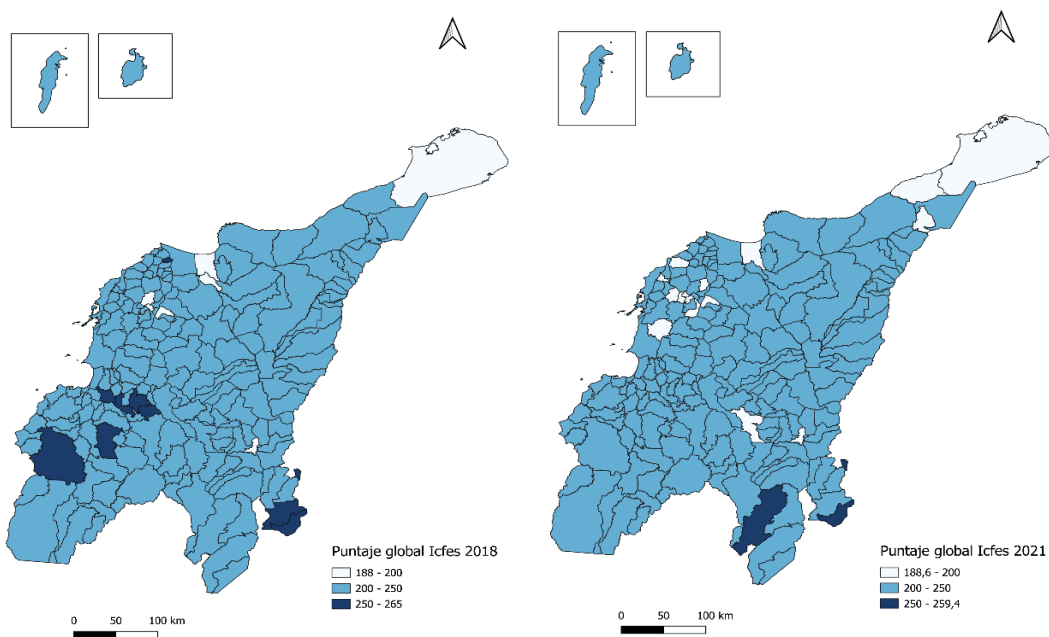 Puntaje global Icfes 2018
188 - 200
200 - 250
250 - 265
0 50 100 km
Puntaje global Icfes 2021
188,6 - 200
200 - 250
250 - 259,4
0 50 100 km